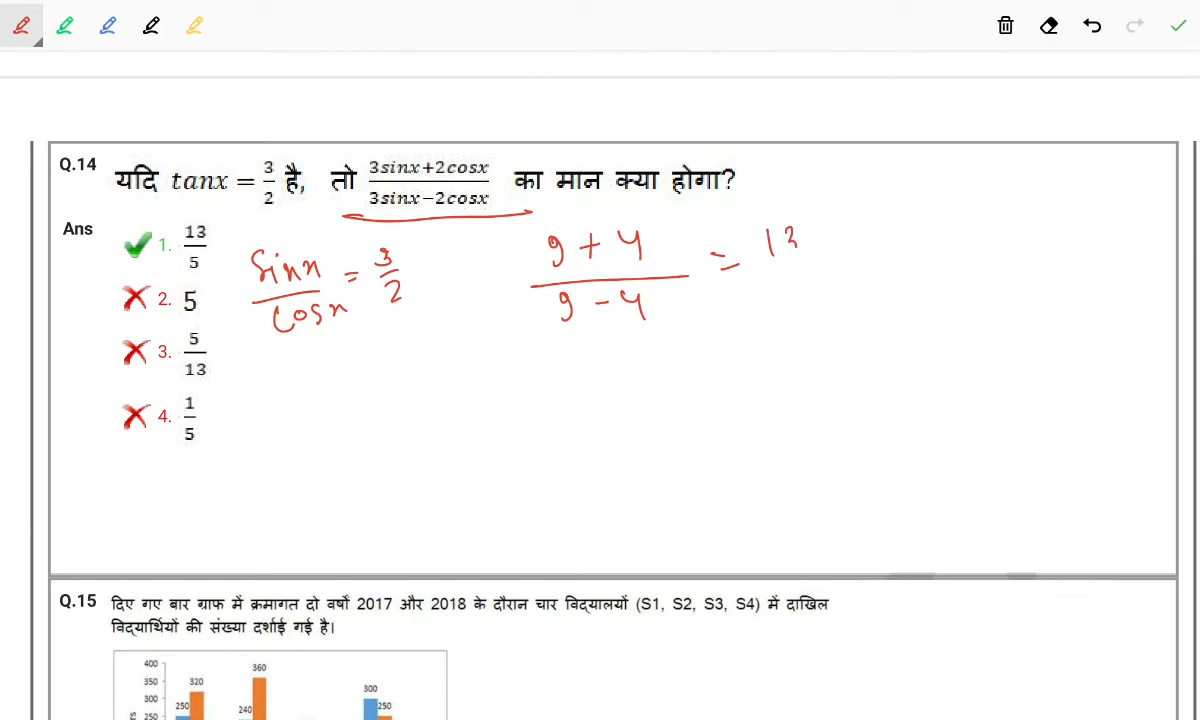 Q.14 यदि tanx = 3/2 है, तो (3sinx+2cosx)/(3sinx−2cosx) का मान क्या होगा?
Ans
1. 13/5
2. 5
3. 5/13
4. 1/5
sinx/cosx = 3/2
(9 + 4)/(9 - 4) = 13
Q.15 दिए गए बार ग्राफ में क्रमागत दो वर्षों 2017 और 2018 के दौरान चार विद्यालयों (S1, S2, S3, S4) में दाखिल
विद्यार्थियों की संख्या दर्शाई गई है।
400
350
300
250
250
320
240
360
300
250